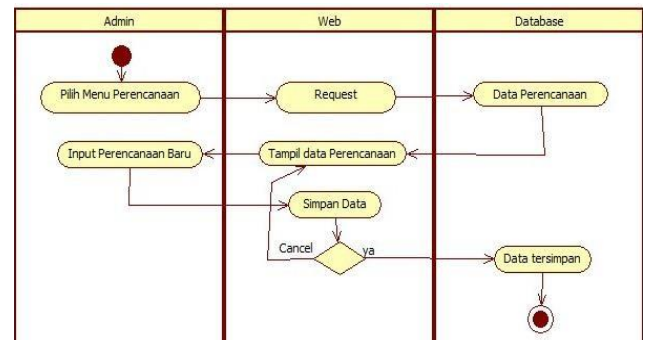 Admin
Web
Database
Pilih Menu Perencanaan
Request
Data Perencanaan
Input Perencanaan Baru
Tampil data Perencanaan
Simpan Data
Cancel
ya
Data tersimpan